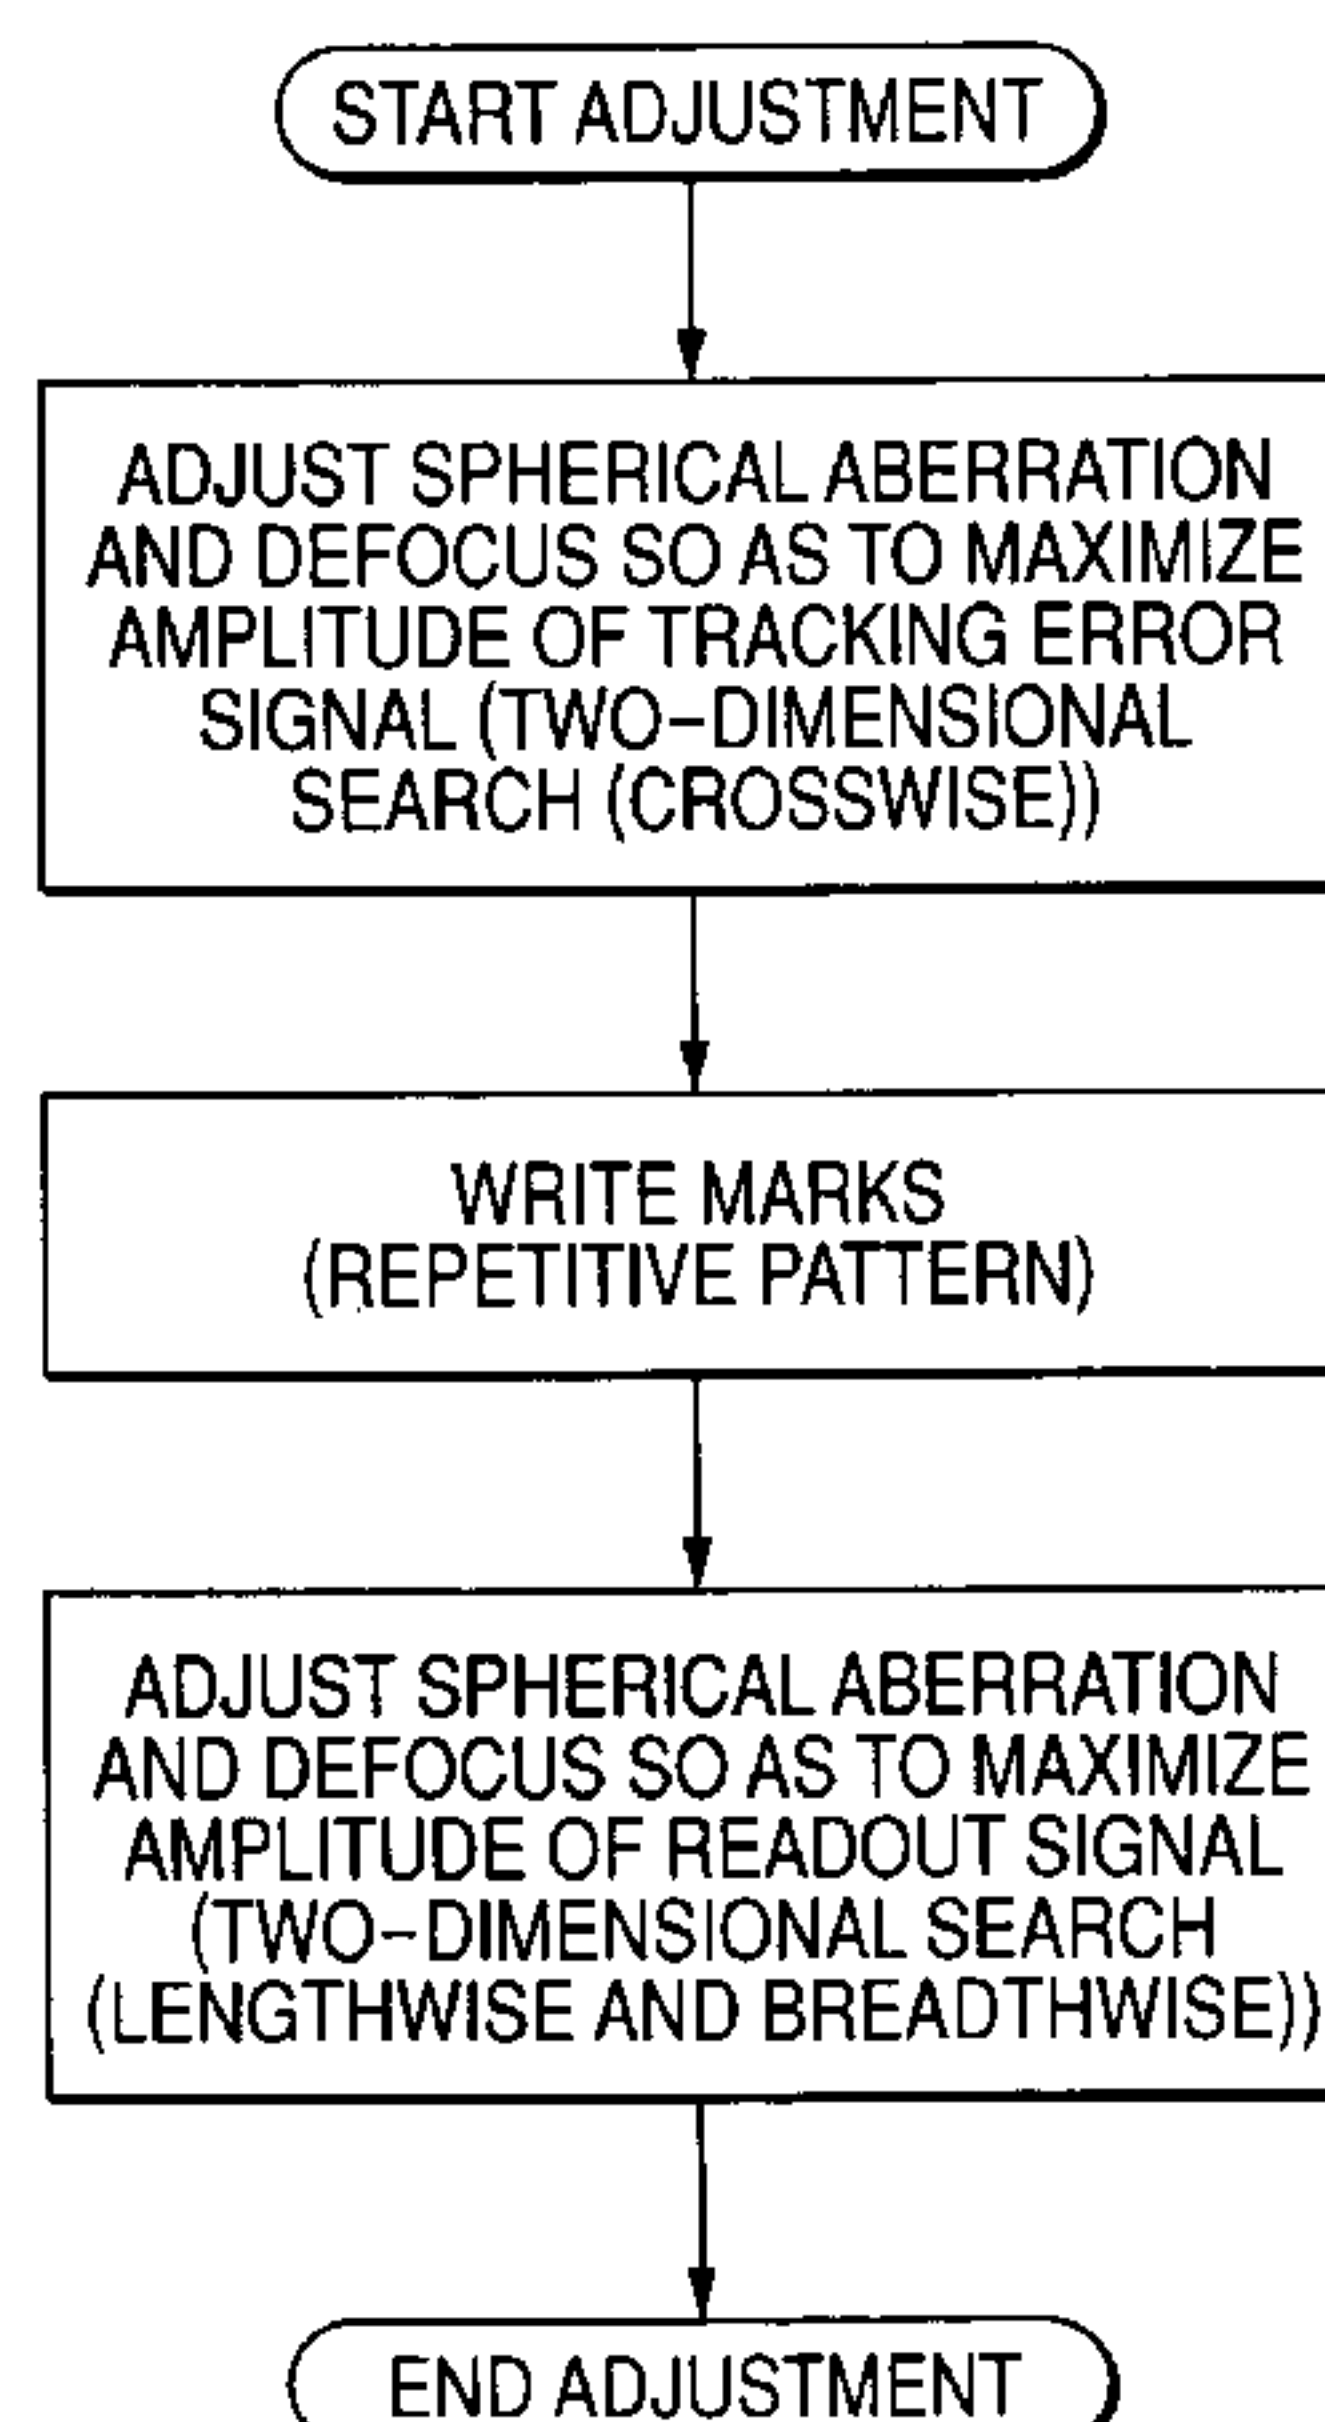 START ADJUSTMENT
ADJUST SPHERICAL ABERRATION
AND DEFOCUS SO AS TO MAXIMIZE
AMPLITUDE OF TRACKING ERROR
SIGNAL (TWO-DIMENSIONAL
SEARCH (CROSSWISE))
WRITE MARKS
(REPETITIVE PATTERN)
ADJUST SPHERICAL ABERRATION
AND DEFOCUS SO AS TO MAXIMIZE
AMPLITUDE OF READOUT SIGNAL
(TWO-DIMENSIONAL SEARCH
(LENGTHWISE AND BREADTHWISE))
END ADJUSTMENT